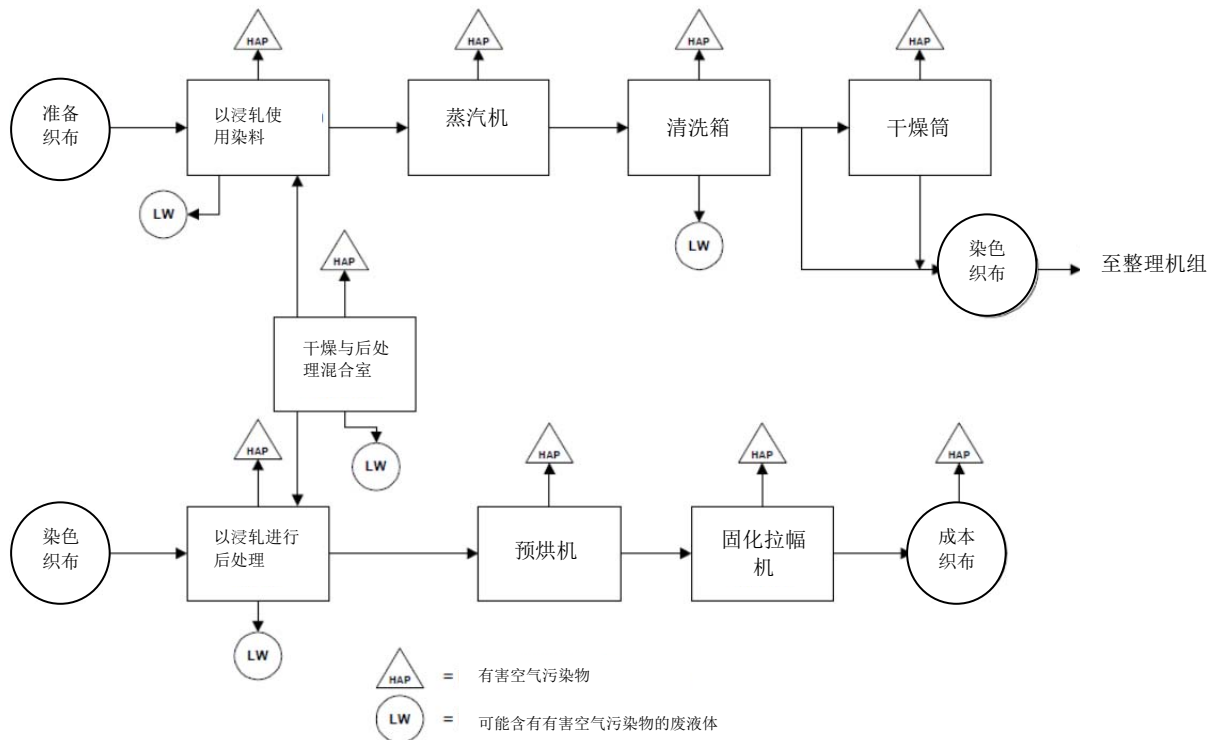 HAP
HAP
HAP
HAP
准备
织布
以浸轧使
用染料
蒸汽机
清洗箱
干燥筒
LW
LW
染色
织布
至整理机组
HAP
干燥与后处
理混合室
HAP
LW
HAP
HAP
HAP
染色
织布
以浸轧进行
后处理
预烘机
固化拉幅
机
成本
织布
LW
HAP = 有害空气污染物
LW = 可能含有有害空气污染物的废液体